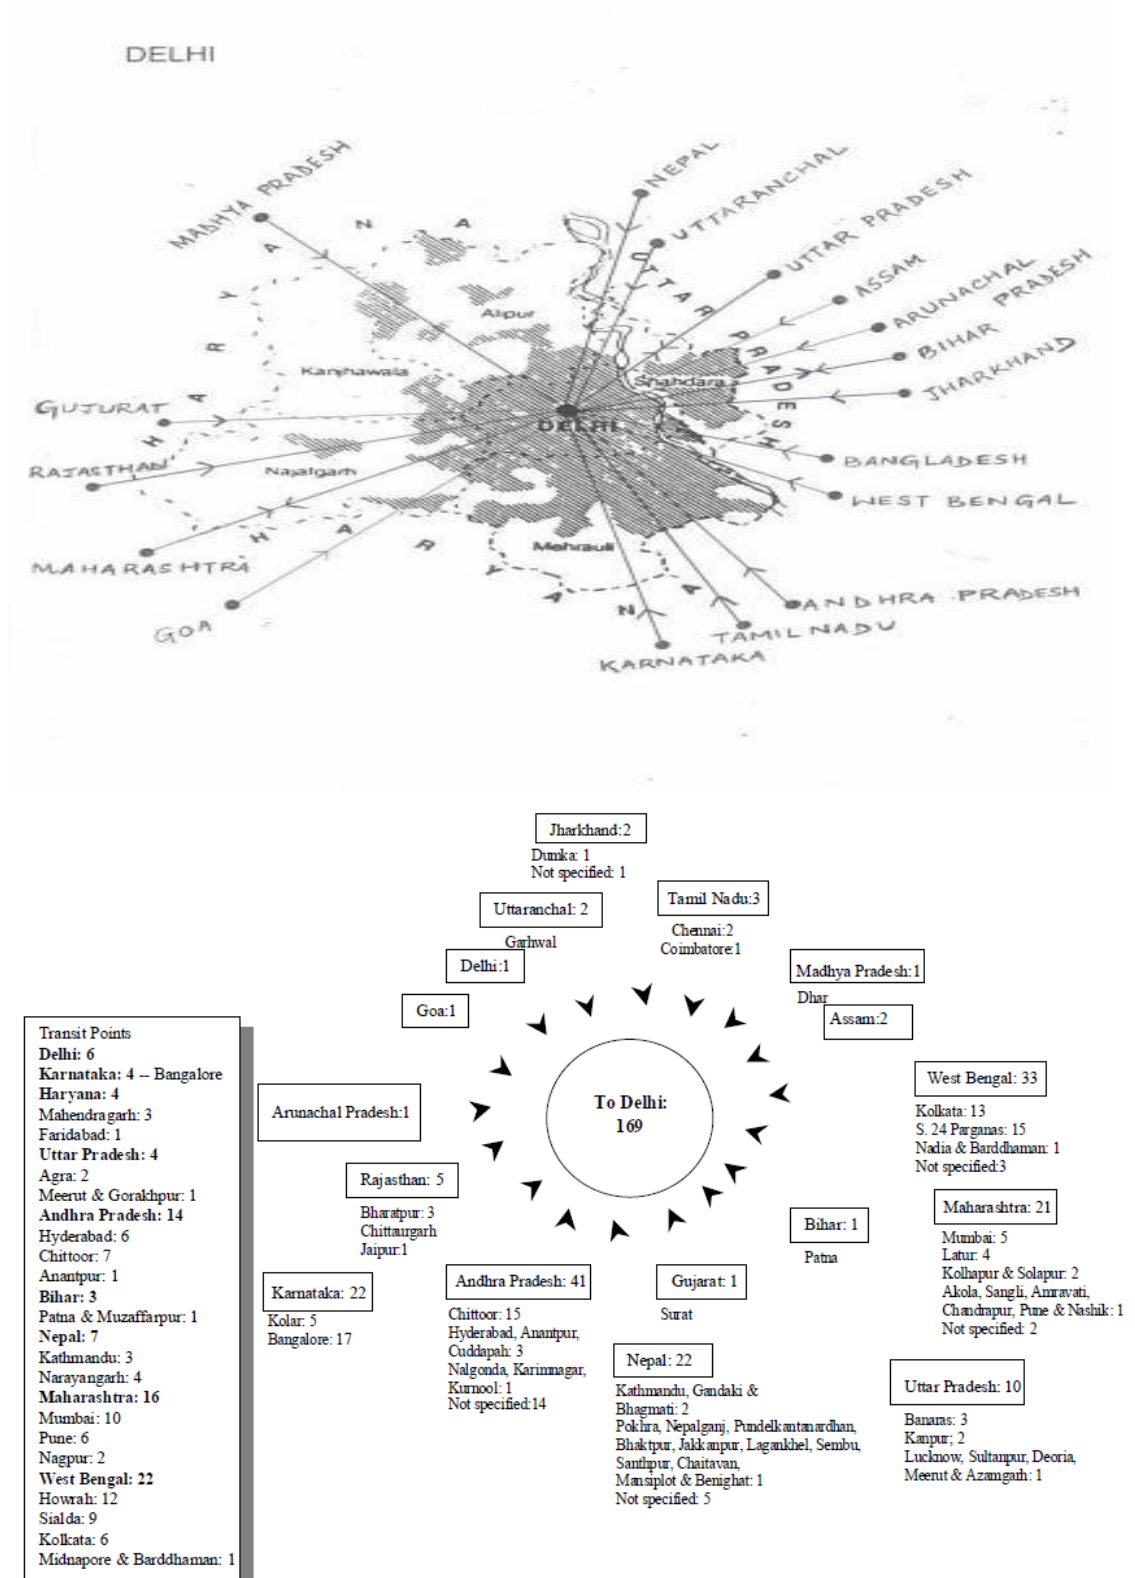 DELHI
MADHYA PRADESH
NEPAL
UTTARANCHAL
UTTAR PRADESH
ASSAM
ARUNACHAL
PRADESH
BIHAR
JHARKHAND
BANGLADESH
WEST BENGAL
ANDHRA PRADESH
TAMIL NADU
KARNATAKA
GOA
MAHARASHTRA
RAJASTHAN
GUJURAT
HARYANA
UTTAR PRADESH
HARYANA
Alipur
Kanjhawala
Shahdara
DELHI
Najafgarh
Mehrauli
Jharkhand:2
Dumka: 1
Not specified: 1
Uttaranchal: 2
Garhwal
Tamil Nadu:3
Chennai:2
Coimbatore:1
Delhi:1
Madhya Pradesh:1
Dhar
Goa:1
Assam:2
Transit Points
Delhi: 6
Karnataka: 4 -- Bangalore
Haryana: 4
Mahendragarh: 3
Faridabad: 1
Uttar Pradesh: 4
Agra: 2
Meerut & Gorakhpur: 1
Andhra Pradesh: 14
Hyderabad: 6
Chittoor: 7
Anantpur: 1
Bihar: 3
Patna & Muzaffarpur: 1
Nepal: 7
Kathmandu: 3
Narayangarh: 4
Maharashtra: 16
Mumbai: 10
Pune: 6
Nagpur: 2
West Bengal: 22
Howrah: 12
Sialda: 9
Kolkata: 6
Midnapore & Barddhaman: 1
Arunachal Pradesh:1
To Delhi:
169
West Bengal: 33
Kolkata: 13
S. 24 Parganas: 15
Nadia & Barddhaman: 1
Not specified:3
Rajasthan: 5
Bharatpur: 3
Chittaurgarh
Jaipur:1
Maharashtra: 21
Mumbai: 5
Latur: 4
Kolhapur & Solapur: 2
Akola, Sangli, Amravati,
Chandrapur, Pune & Nashik: 1
Not specified: 2
Bihar: 1
Patna
Karnataka: 22
Kolar: 5
Bangalore: 17
Andhra Pradesh: 41
Chittoor: 15
Hyderabad, Anantpur,
Cuddapah: 3
Nalgonda, Karimnagar,
Kurnool: 1
Not specified:14
Gujarat: 1
Surat
Nepal: 22
Kathmandu, Gandaki &
Bhagmati: 2
Pokhra, Nepalganj, Pundelkantanardhan,
Bhaktpur, Jakkanpur, Lagankhel, Sembu,
Santhpur, Chaitavan,
Mansiplot & Benighat: 1
Not specified: 5
Uttar Pradesh: 10
Banaras: 3
Kanpur; 2
Lucknow, Sultanpur, Deoria,
Meerut & Azamgarh: 1